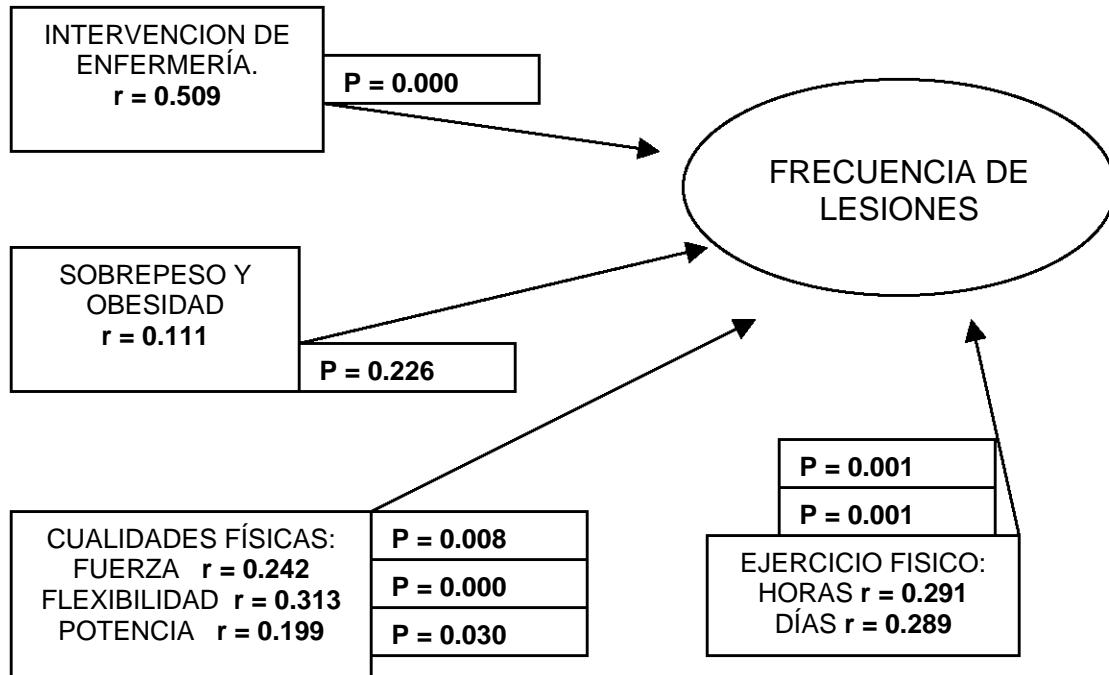 INTERVENCION DE
ENFERMERÍA.
r = 0.509
P = 0.000
FRECUENCIA DE
LESIONES
SOBREPESO Y
OBESIDAD
r = 0.111
P = 0.226
CUALIDADES FÍSICAS:
FUERZA r = 0.242
FLEXIBILIDAD r = 0.313
POTENCIA r = 0.199
P = 0.008
P = 0.000
P = 0.030
P = 0.001
P = 0.001
EJERCICIO FISICO:
HORAS r = 0.291
DÍAS r = 0.289